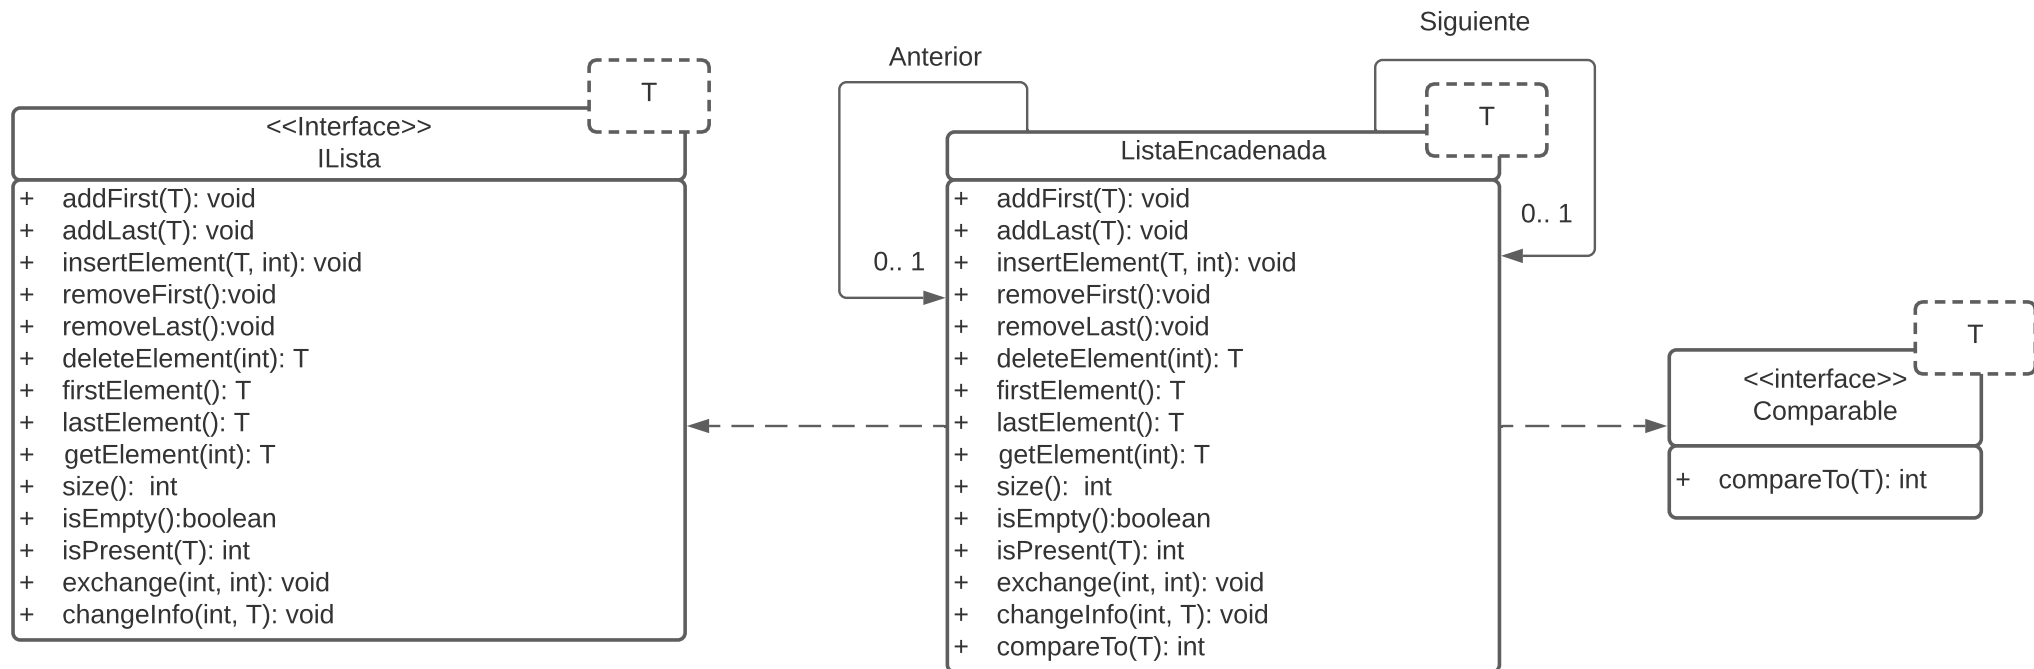 T
<<Interface>>
ILista
+ addFirst(T): void
+ addLast(T): void
+ insertElement(T, int): void
+ removeFirst():void
+ removeLast():void
+ deleteElement(int): T
+ firstElement(): T
+ lastElement(): T
+ getElement(int): T
+ size(): int
+ isEmpty():boolean
+ isPresent(T): int
+ exchange(int, int): void
+ changeInfo(int, T): void
Anterior
0.. 1
Siguiente
0.. 1
T
ListaEncadenada
+ addFirst(T): void
+ addLast(T): void
+ insertElement(T, int): void
+ removeFirst():void
+ removeLast():void
+ deleteElement(int): T
+ firstElement(): T
+ lastElement(): T
+ getElement(int): T
+ size(): int
+ isEmpty():boolean
+ isPresent(T): int
+ exchange(int, int): void
+ changeInfo(int, T): void
+ compareTo(T): int
T
<<interface>>
Comparable
+ compareTo(T): int